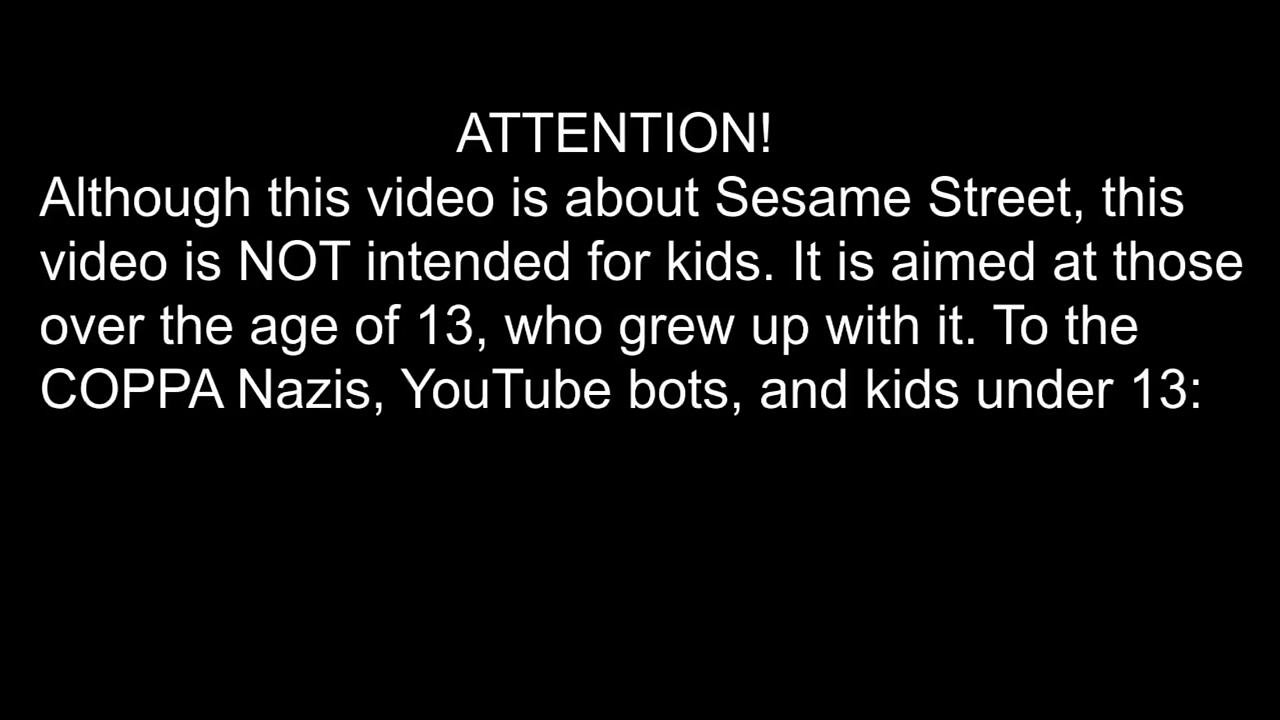 ATTENTION!
Although this video is about Sesame Street, this
video is NOT intended for kids. It is aimed at those
over the age of 13, who grew up with it. To the
COPPA Nazis, YouTube bots, and kids under 13: